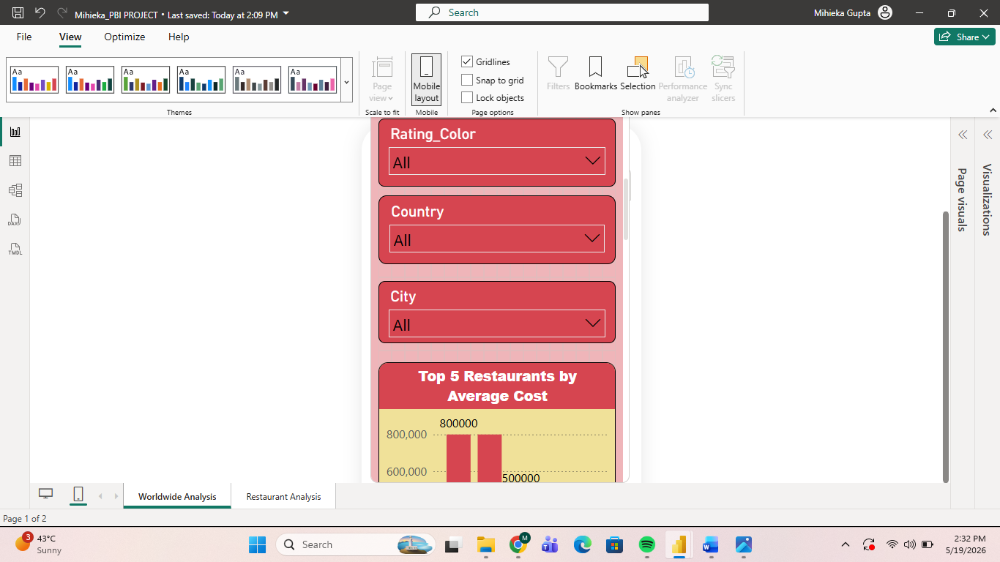 Mihieka_PBI PROJECT • Last saved: Today at 2:09 PM
Search
Mihieka Gupta
File
View
Optimize
Help
Share
Aa
Aa
Aa
Aa
Aa
Aa
Themes
Page view
Scale to fit
Mobile layout
Mobile
Gridlines
Snap to grid
Lock objects
Page options
Filters
Bookmarks
Selection
Performance analyzer
Sync slicers
Show panes
DAX
TMDL
Rating_Color
All
Country
All
City
All
Top 5 Restaurants by
Average Cost
800000
800,000
600,000
500000
Page visuals
Visualizations
Worldwide Analysis
Restaurant Analysis
Page 1 of 2
3
43°C
Sunny
Search
M
2:32 PM
5/19/2026